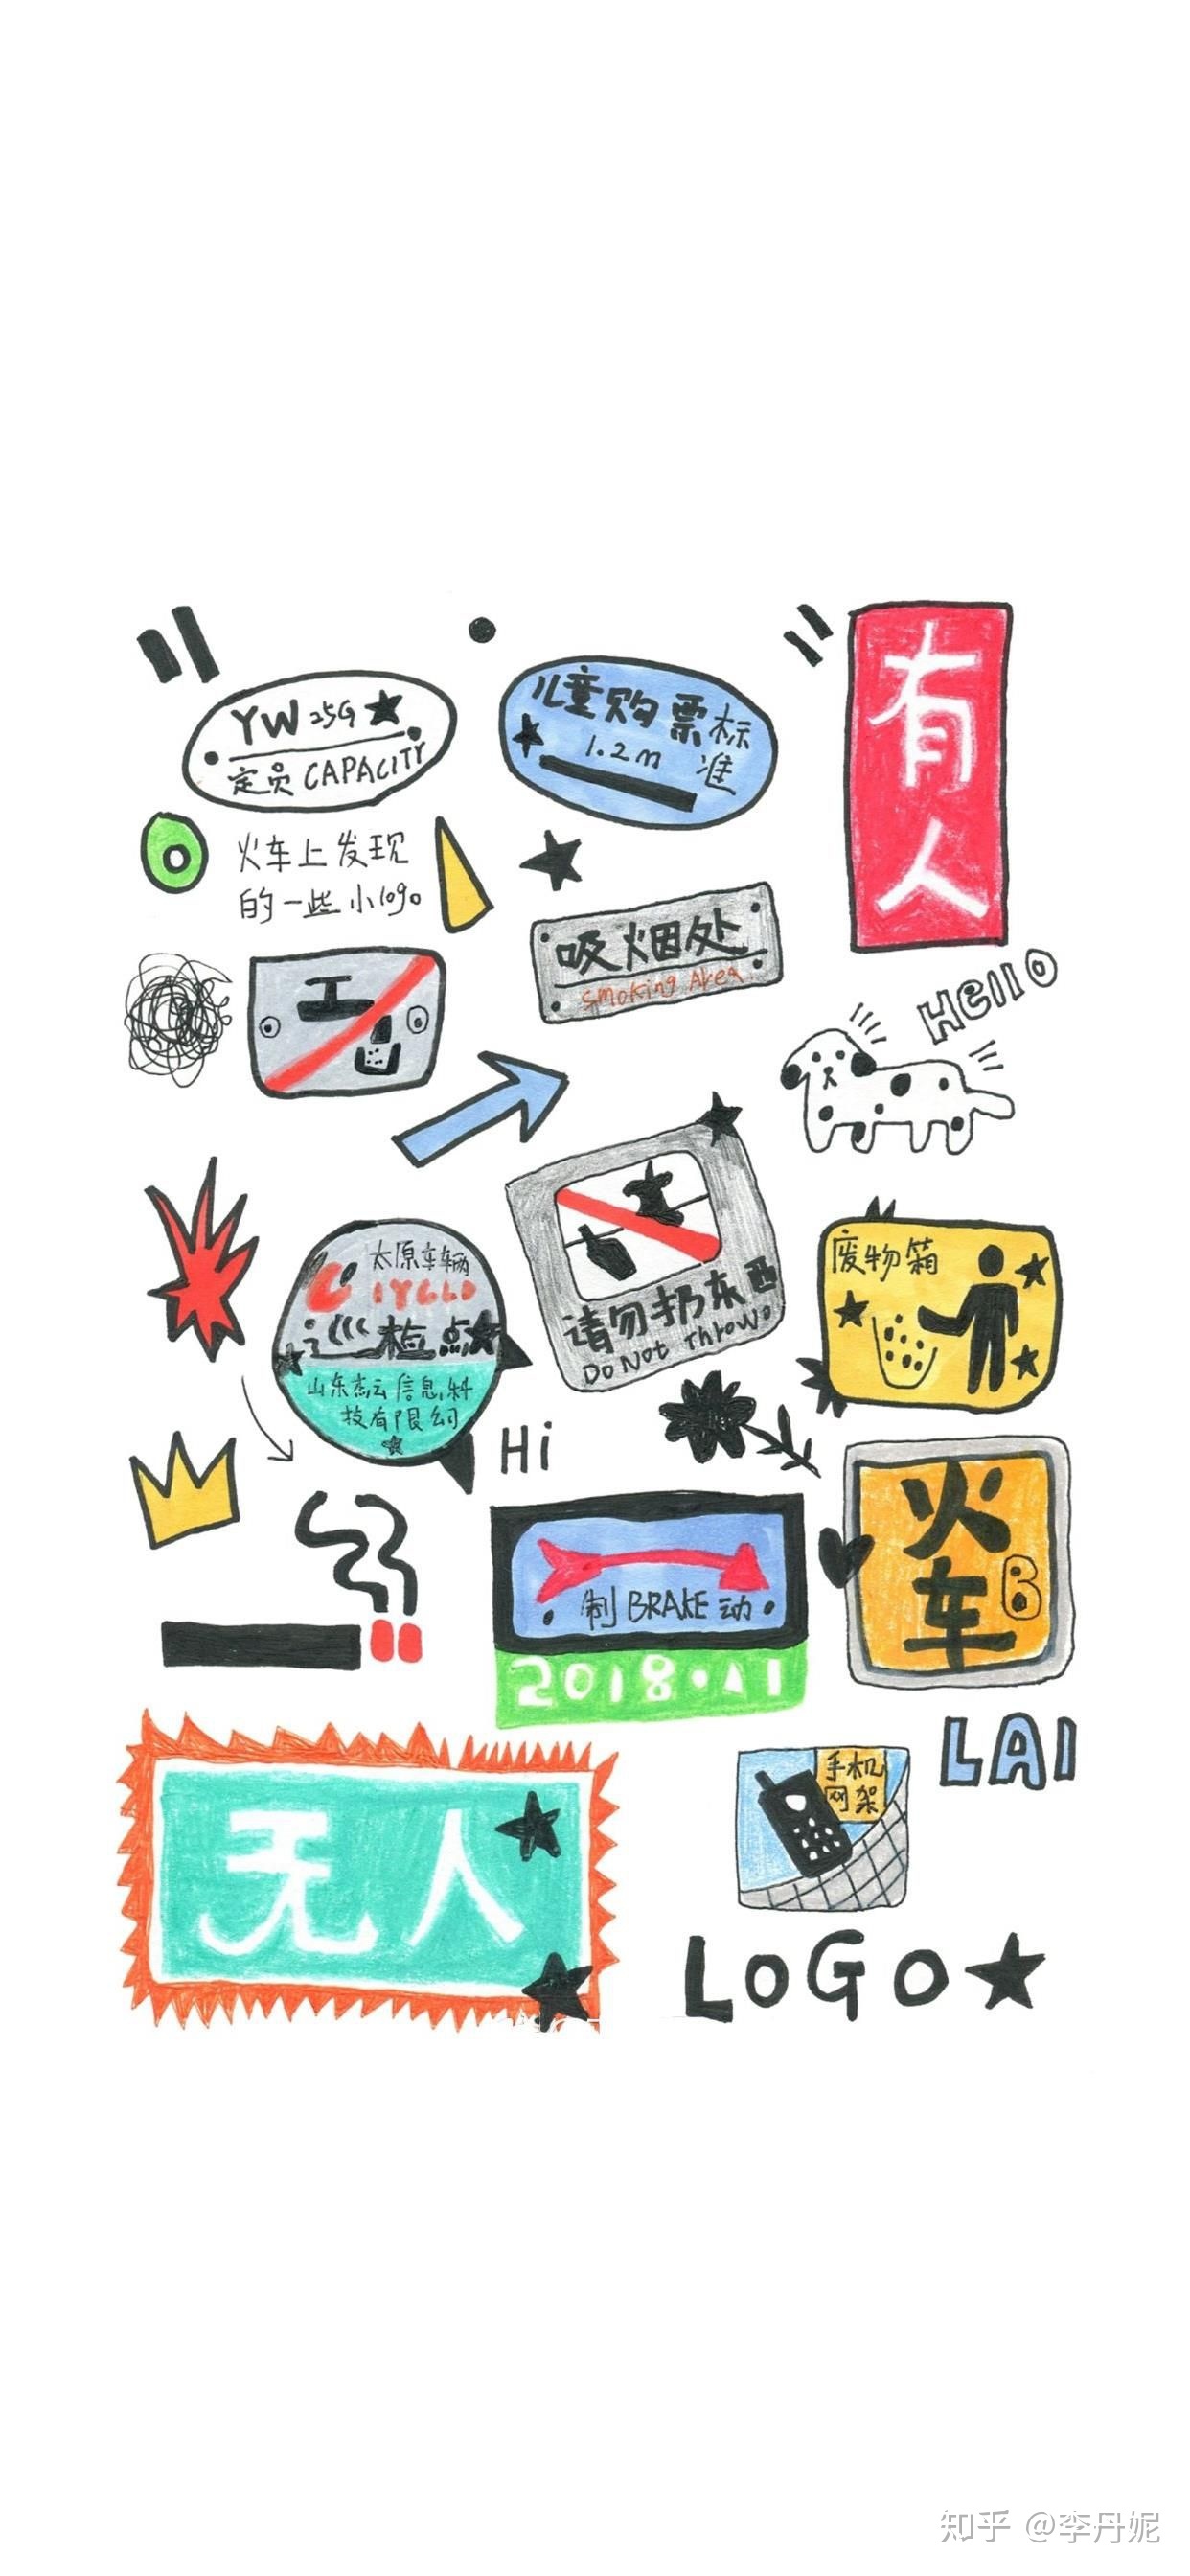 有人
YW 25G
定员 CAPACITY
儿童购票标准
1.2m
火车上发现
的一些小logo
吸烟处
Smoking Area
Hello
太原车辆
巡检点
山东杰云信息科
技有限公司
请勿扔东西
Do Not Throwo
废物箱
Hi
制 BRAKE 动
2018·11
火车
B
LAI
无人
手机
网架
LOGO
知乎 @李丹妮